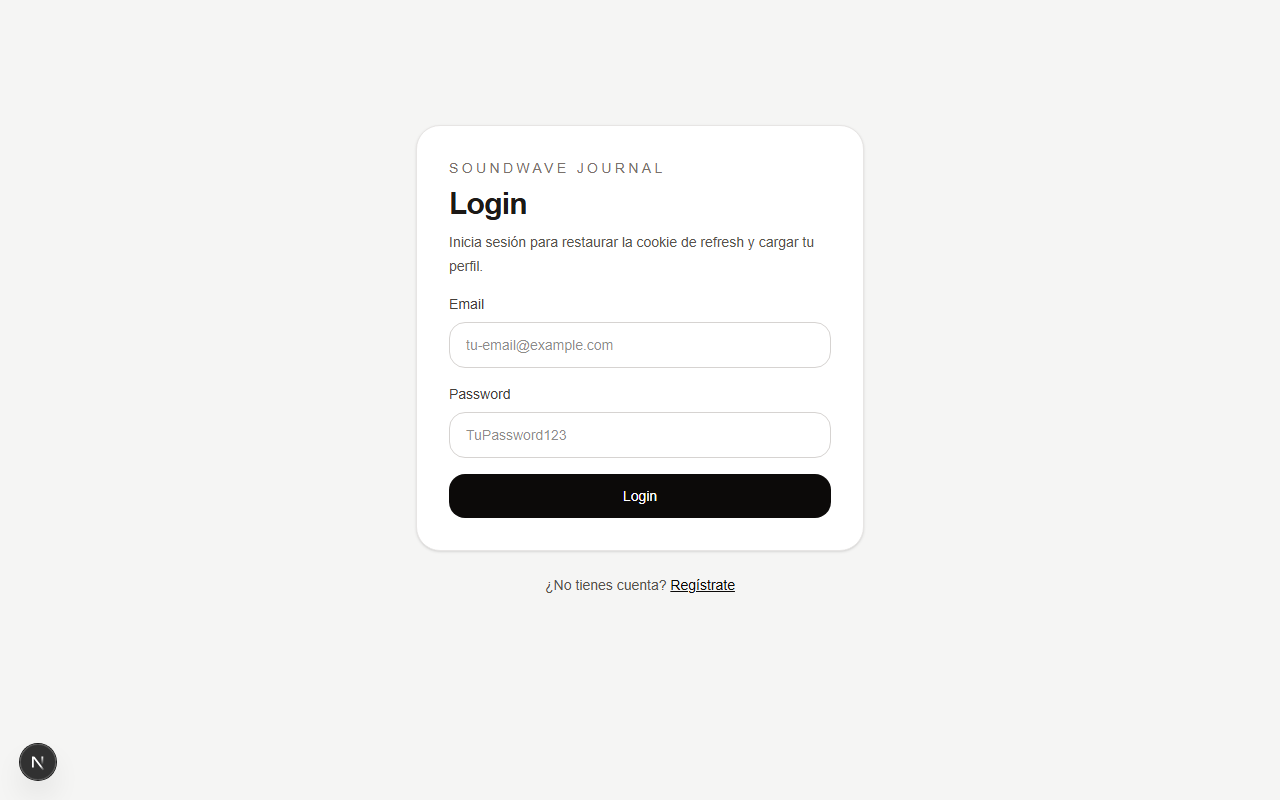 SOUNDWAVE JOURNAL
Login
Inicia sesión para restaurar la cookie de refresh y cargar tu
perfil.
Email
tu-email@example.com
Password
TuPassword123
Login
¿No tienes cuenta? Regístrate
N